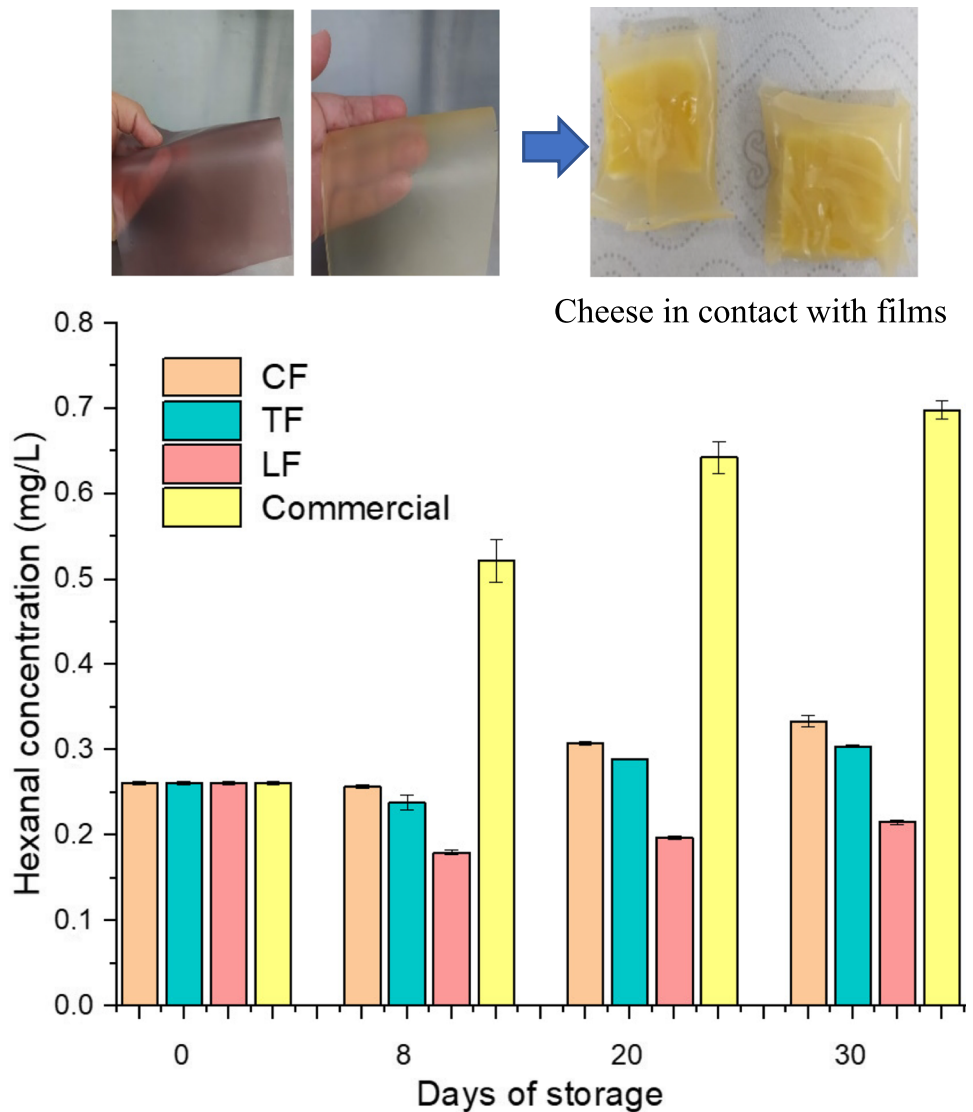 Cheese in contact with films
CF
TF
LF
Commercial
Hexanal concentration (mg/L)
0.8
0.7
0.6
0.5
0.4
0.3
0.2
0.1
0.0
0 8 20 30
Days of storage